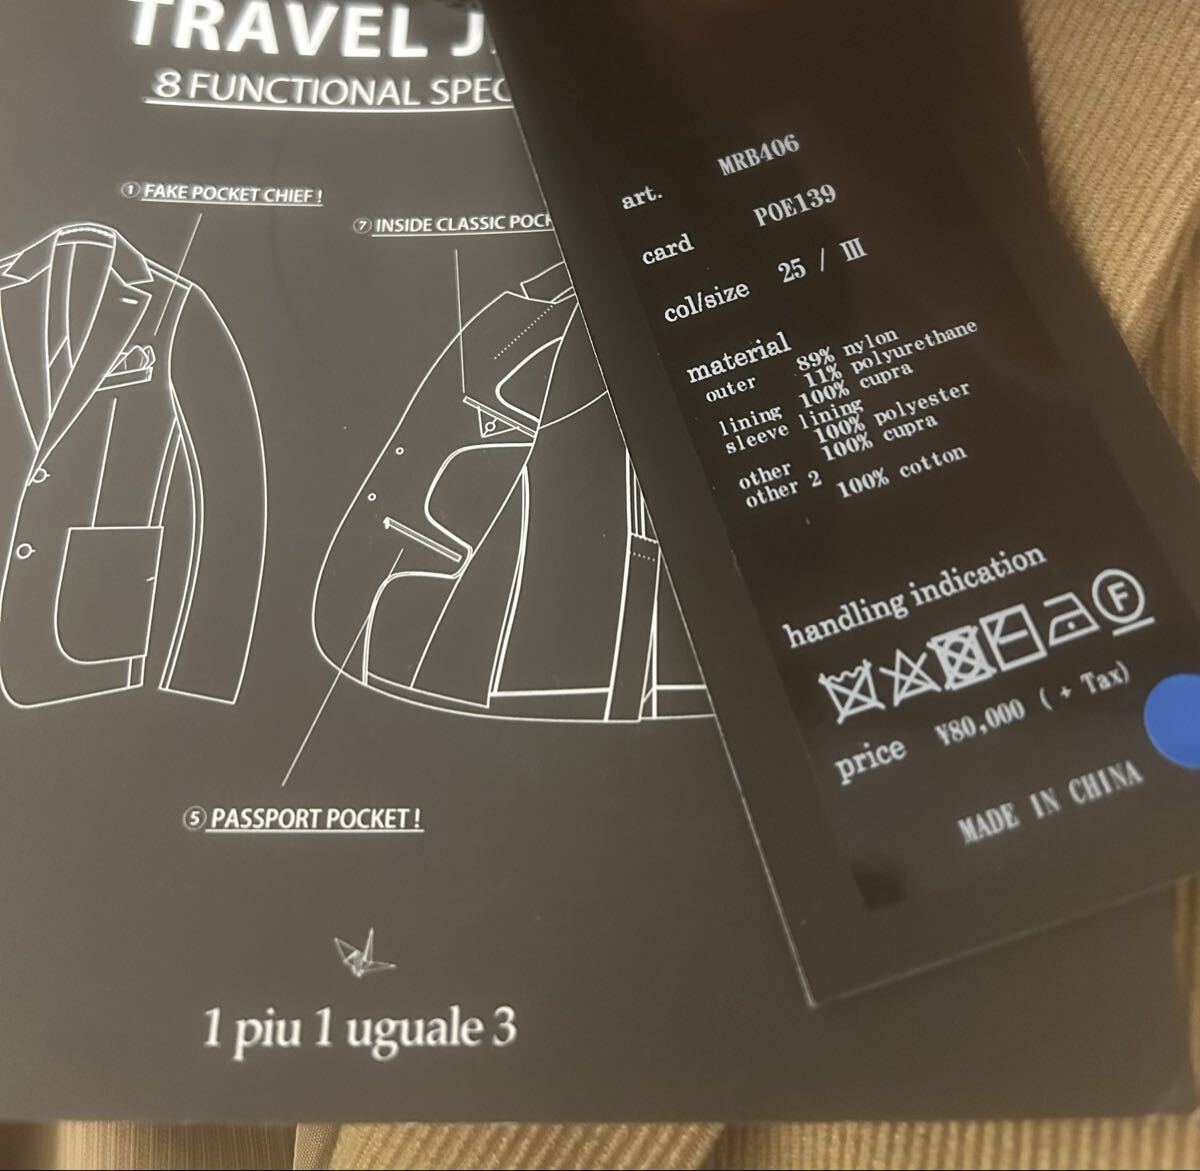 TRAVEL
8 FUNCTIONAL SPEC
① FAKE POCKET CHIEF !
⑦ INSIDE CLASSIC POCK
⑤ PASSPORT POCKET !
1 piu 1 uguale 3
art. MRB406
card POE139
col/size 25 / Ⅲ
material
outer 89% nylon
11% polyurethane
lining 100% cupra
sleeve lining
100% polyester
other 100% cupra
other 2 100% cotton
handling indication
F
price ¥80,000 ( + Tax)
MADE IN CHINA